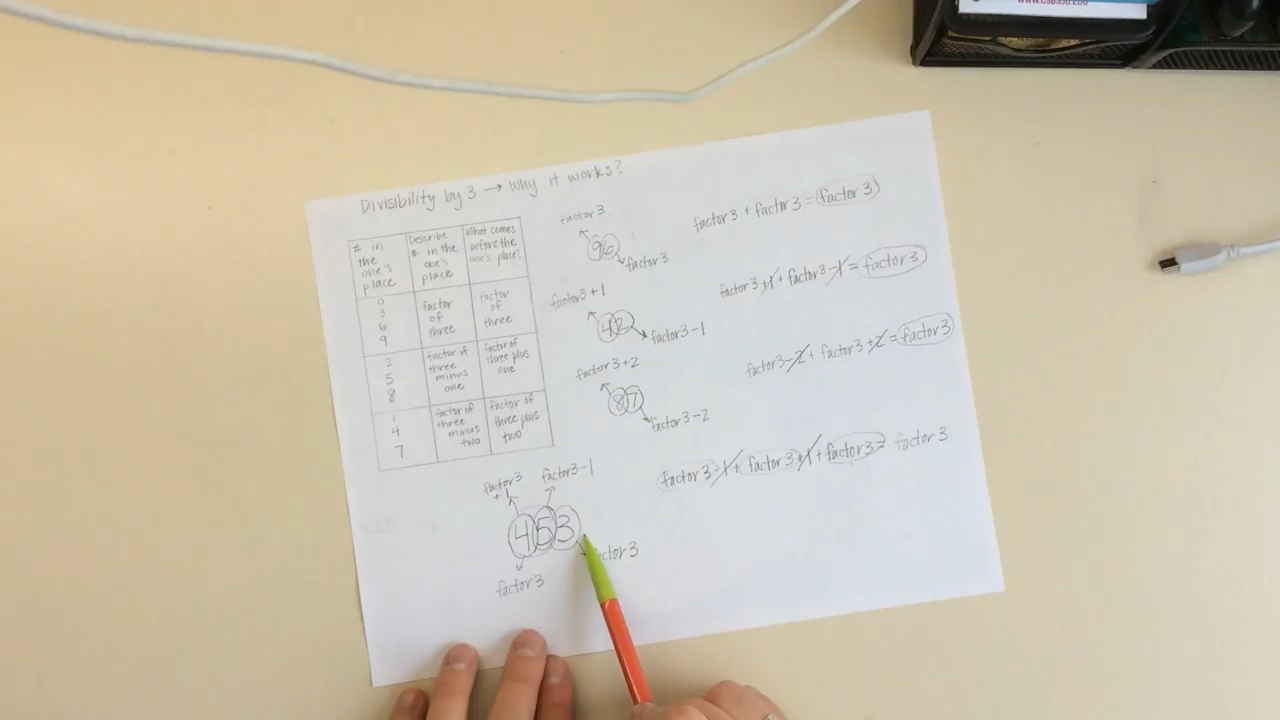 Divisibility by 3 → Why it works?
# in the one's place
Describe # in the one's place
What comes before the one's place?
0
3
6
9
factor of three
factor of three
2
5
8
factor of three minus one
factor of three plus one
1
4
7
factor of three minus two
factor of three plus two
factor 3
96
factor 3
factor 3 + 1
42
factor 3 - 1
factor 3 + 2
87
factor 3 - 2
factor 3 + factor 3 = factor 3
factor 3 + 1 + factor 3 - 1 = factor 3
factor 3 - 2 + factor 3 + 2 = factor 3
factor 3 - 1 + factor 3 + 1 + factor 3 = factor 3
factor 3
+ 1
factor 3 - 1
453
factor 3
factor 3